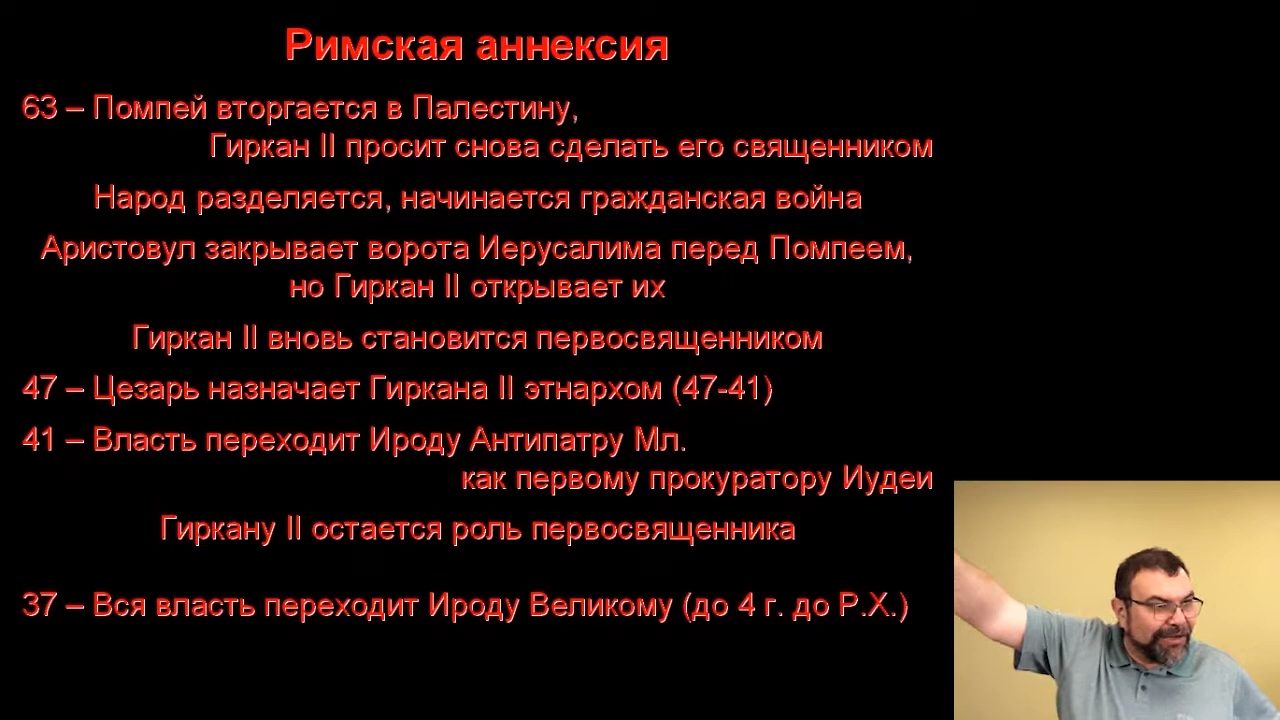 Римская аннексия
63 – Помпей вторгается в Палестину,
Гиркан II просит снова сделать его священником
Народ разделяется, начинается гражданская война
Аристовул закрывает ворота Иерусалима перед Помпеем,
но Гиркан II открывает их
Гиркан II вновь становится первосвященником
47 – Цезарь назначает Гиркана II этнархом (47-41)
41 – Власть переходит Ироду Антипатру Мл.
как первому прокуратору Иудеи
Гиркану II остается роль первосвященника
37 – Вся власть переходит Ироду Великому (до 4 г. до Р.Х.)